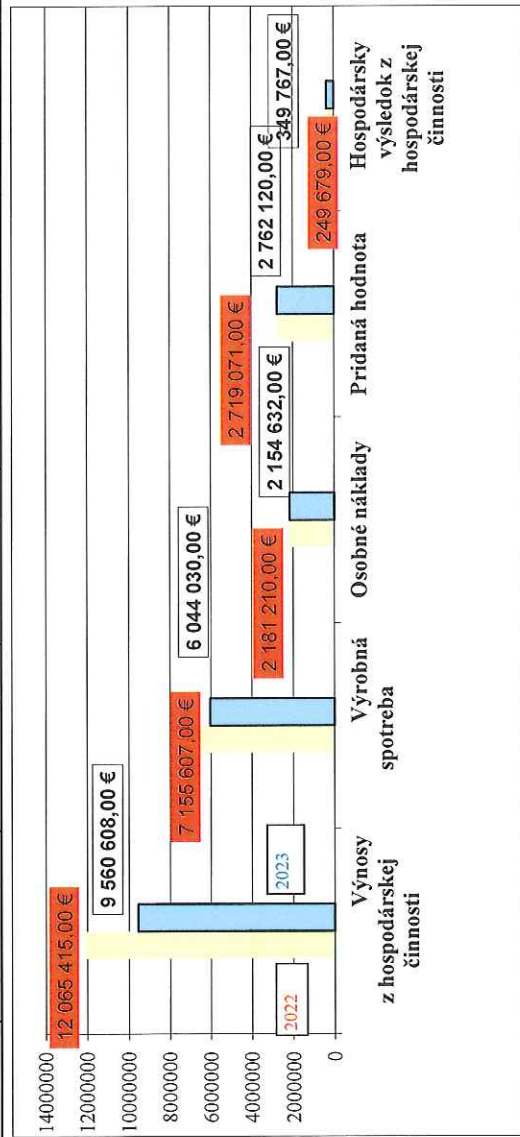 14000000
12000000
10000000
8000000
6000000
4000000
2000000
0
12 065 415,00 €
9 560 608,00 €
7 155 607,00 €
6 044 030,00 €
2 181 210,00 €
2 154 632,00 €
2 719 071,00 €
2 762 120,00 €
249 679,00 €
349 767,00 €
2022
2023
Výnosy
z hospodárskej
činnosti
Výrobná
spotreba
Osobné náklady
Pridaná hodnota
Hospodársky
výsledok z
hospodárskej
činnosti